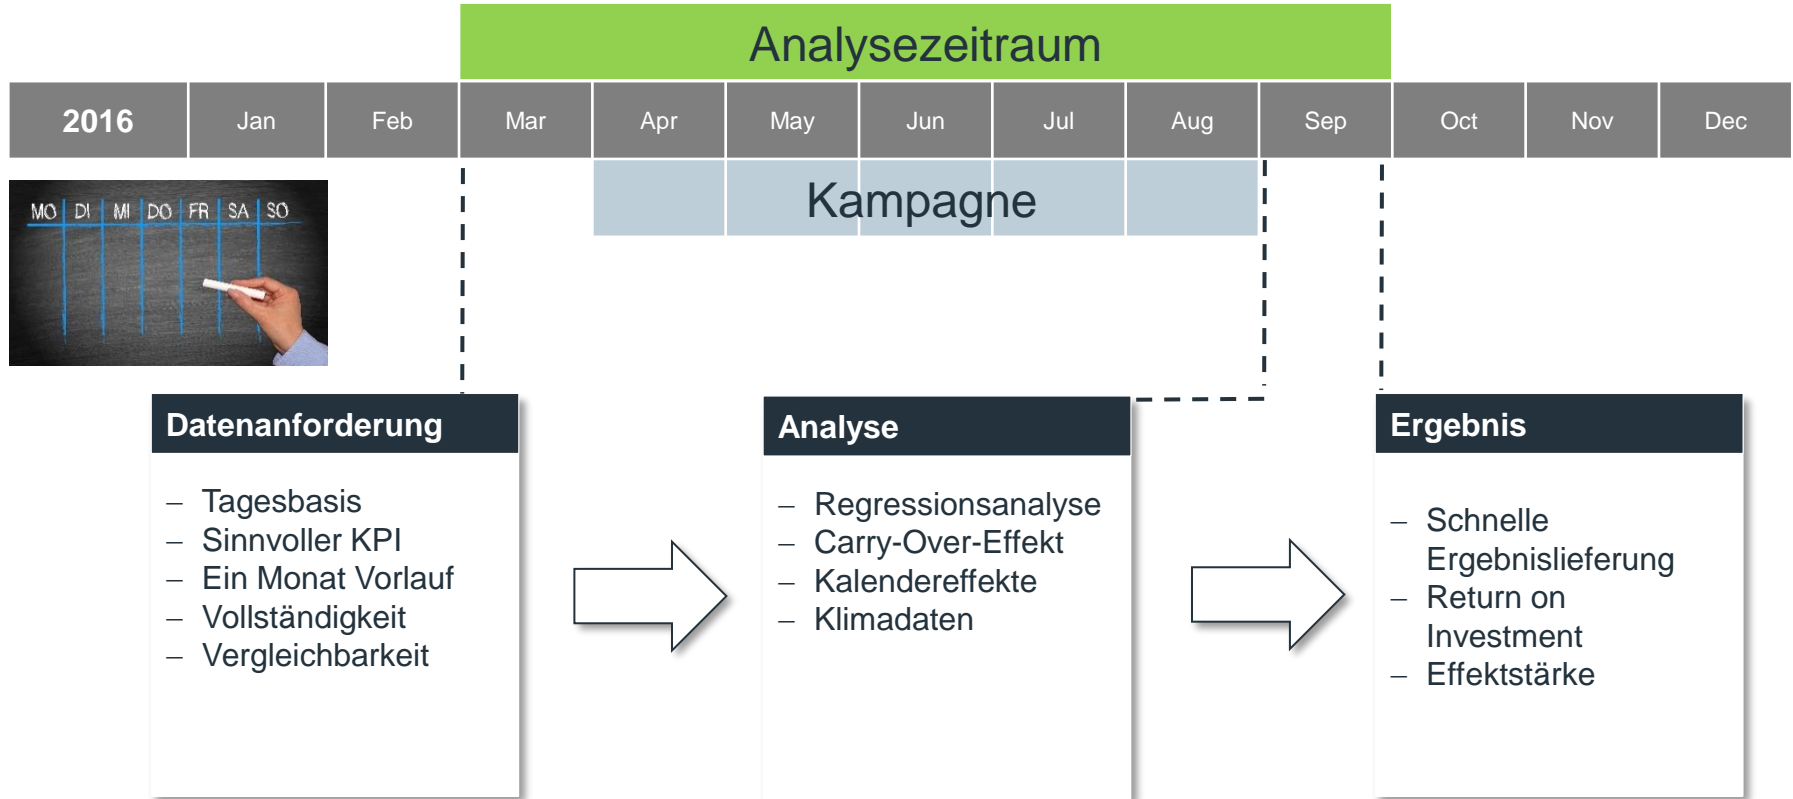 Analysezeitraum
2016 Jan Feb Mar Apr May Jun Jul Aug Sep Oct Nov Dec
Kampagne
MO DI MI DO FR SA SO
Datenanforderung
– Tagesbasis
– Sinnvoller KPI
– Ein Monat Vorlauf
– Vollständigkeit
– Vergleichbarkeit
Analyse
– Regressionsanalyse
– Carry-Over-Effekt
– Kalendereffekte
– Klimadaten
Ergebnis
– Schnelle
Ergebnislieferung
– Return on
Investment
– Effektstärke